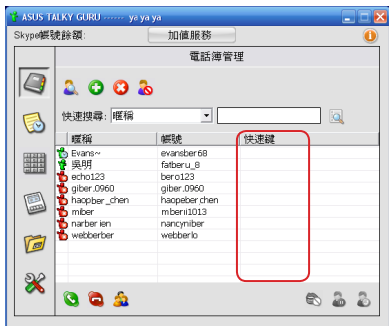 ASUS TALKY GURU ------ ya ya ya
Skype帳號餘額: 加值服務
電話簿管理
快速搜尋: 暱稱
暱稱 帳號 快速鍵
Evans~ evansber68
吳明 fatberu_8
echo123 bero123
giber.0960 giber.0960
haopber_chen haopeber.chen
miber mberii1013
narber ien nancyniber
webberber webberlo